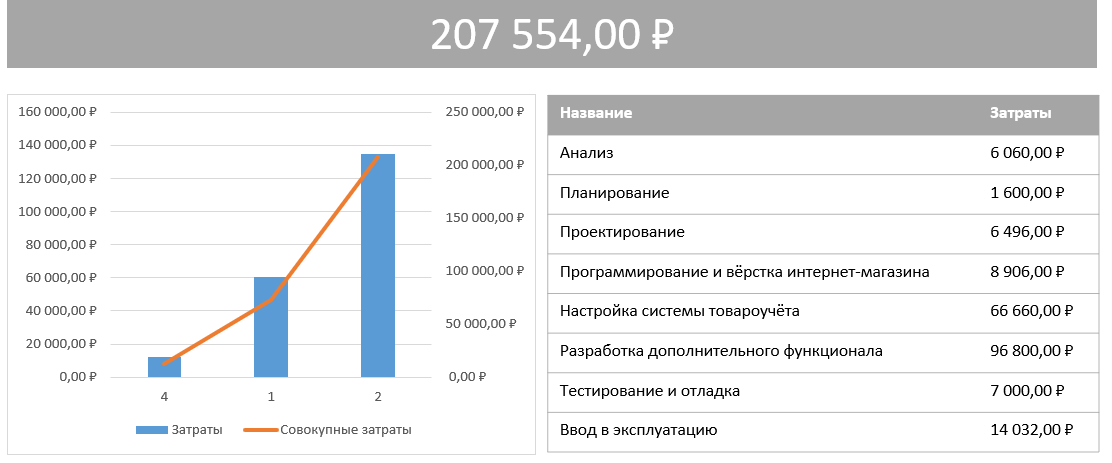 207 554,00 ₽
160 000,00 ₽
140 000,00 ₽
120 000,00 ₽
100 000,00 ₽
80 000,00 ₽
60 000,00 ₽
40 000,00 ₽
20 000,00 ₽
0,00 ₽
250 000,00 ₽
200 000,00 ₽
150 000,00 ₽
100 000,00 ₽
50 000,00 ₽
0,00 ₽
4 1 2
Затраты Совокупные затраты
Название Затраты
Анализ 6 060,00 ₽
Планирование 1 600,00 ₽
Проектирование 6 496,00 ₽
Программирование и вёрстка интернет-магазина 8 906,00 ₽
Настройка системы товароучёта 66 660,00 ₽
Разработка дополнительного функционала 96 800,00 ₽
Тестирование и отладка 7 000,00 ₽
Ввод в эксплуатацию 14 032,00 ₽